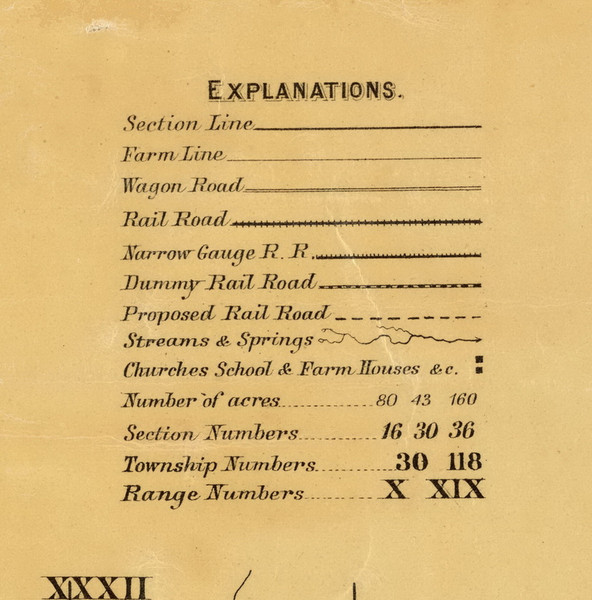 EXPLANATIONS.
Section Line
Farm Line
Wagon Road
Rail Road
Narrow Gauge R. R.
Dummy Rail Road
Proposed Rail Road
Streams & Springs
Churches School & Farm Houses &c.
Number of acres 80 43 160
Section Numbers 16 30 36
Township Numbers 30 118
Range Numbers X XIX
XXXII